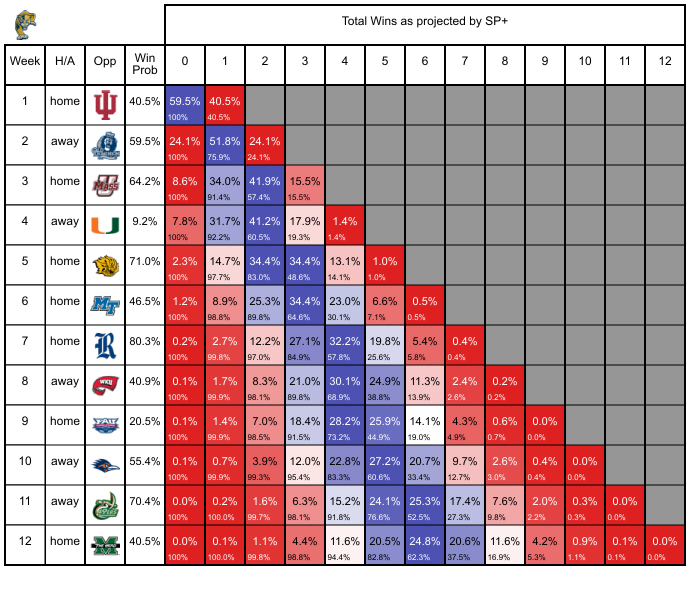 Total Wins as projected by SP+
Week H/A Opp Win Prob 0 1 2 3 4 5 6 7 8 9 10 11 12
1 home 40.5% 59.5% 40.5%
100% 40.5%
2 away 59.5% 24.1% 51.8% 24.1%
100% 75.9% 24.1%
3 home Mass 64.2% 8.6% 34.0% 41.9% 15.5%
100% 91.4% 57.4% 15.5%
4 away 9.2% 7.8% 31.7% 41.2% 17.9% 1.4%
100% 92.2% 60.5% 19.3% 1.4%
5 home 71.0% 2.3% 14.7% 34.4% 34.4% 13.1% 1.0%
100% 97.7% 83.0% 48.6% 14.1% 1.0%
6 home MT 46.5% 1.2% 8.9% 25.3% 34.4% 23.0% 6.6% 0.5%
100% 98.8% 89.8% 64.6% 30.1% 7.1% 0.5%
7 home R 80.3% 0.2% 2.7% 12.2% 27.1% 32.2% 19.8% 5.4% 0.4%
100% 99.8% 97.0% 84.9% 57.8% 25.6% 5.8% 0.4%
8 away WKU 40.9% 0.1% 1.7% 8.3% 21.0% 30.1% 24.9% 11.3% 2.4% 0.2%
100% 99.9% 98.1% 89.8% 68.9% 38.8% 13.9% 2.6% 0.2%
9 home FAU 20.5% 0.1% 1.4% 7.0% 18.4% 28.2% 25.9% 14.1% 4.3% 0.6% 0.0%
100% 99.9% 98.5% 91.5% 73.2% 44.9% 19.0% 4.9% 0.7% 0.0%
10 away 55.4% 0.1% 0.7% 3.9% 12.0% 22.8% 27.2% 20.7% 9.7% 2.6% 0.4% 0.0%
100% 99.9% 99.3% 95.4% 83.3% 60.6% 33.4% 12.7% 3.0% 0.4% 0.0%
11 away 70.4% 0.0% 0.2% 1.6% 6.3% 15.2% 24.1% 25.3% 17.4% 7.6% 2.0% 0.3% 0.0%
100% 100.0% 99.7% 98.1% 91.8% 76.6% 52.5% 27.3% 9.8% 2.2% 0.3% 0.0%
12 home 40.5% 0.0% 0.1% 1.1% 4.4% 11.6% 20.5% 24.8% 20.6% 11.6% 4.2% 0.9% 0.1% 0.0%
100% 100.0% 99.8% 98.8% 94.4% 82.8% 62.3% 37.5% 16.9% 5.3% 1.1% 0.1% 0.0%